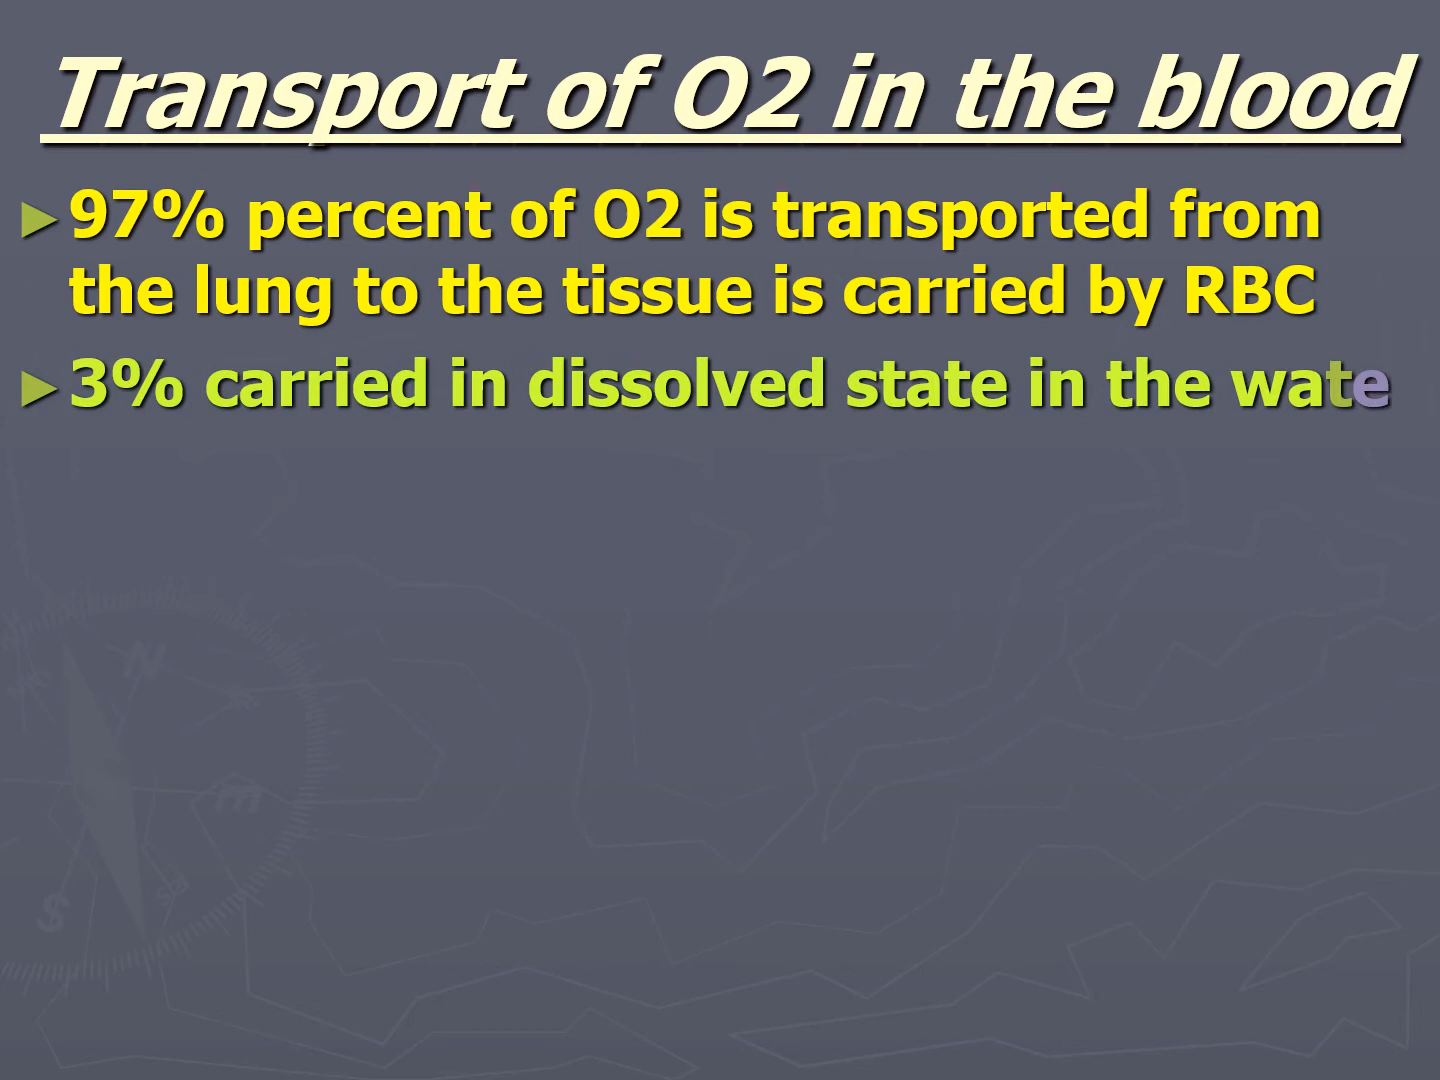 Transport of O2 in the blood
► 97% percent of O2 is transported from
the lung to the tissue is carried by RBC
► 3% carried in dissolved state in the wate
N
E
S